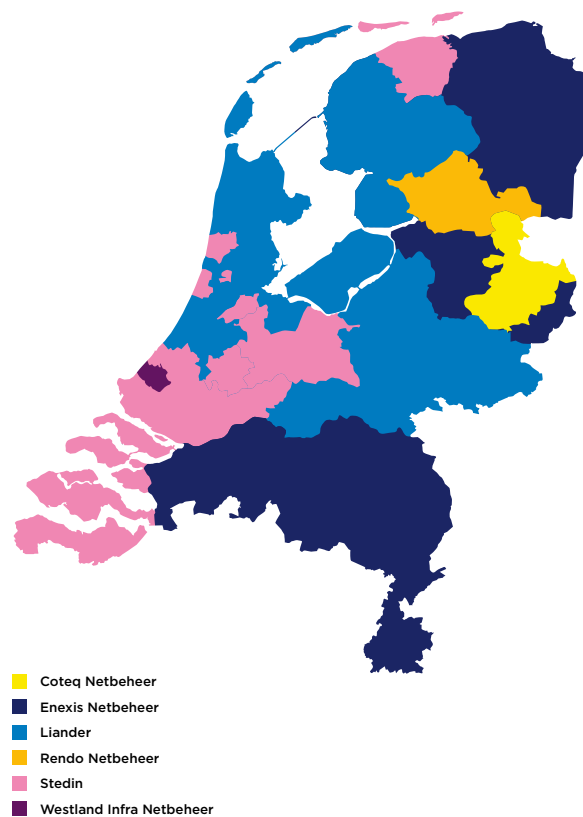 Coteq Netbeheer
Enexis Netbeheer
Liander
Rendo Netbeheer
Stedin
Westland Infra Netbeheer